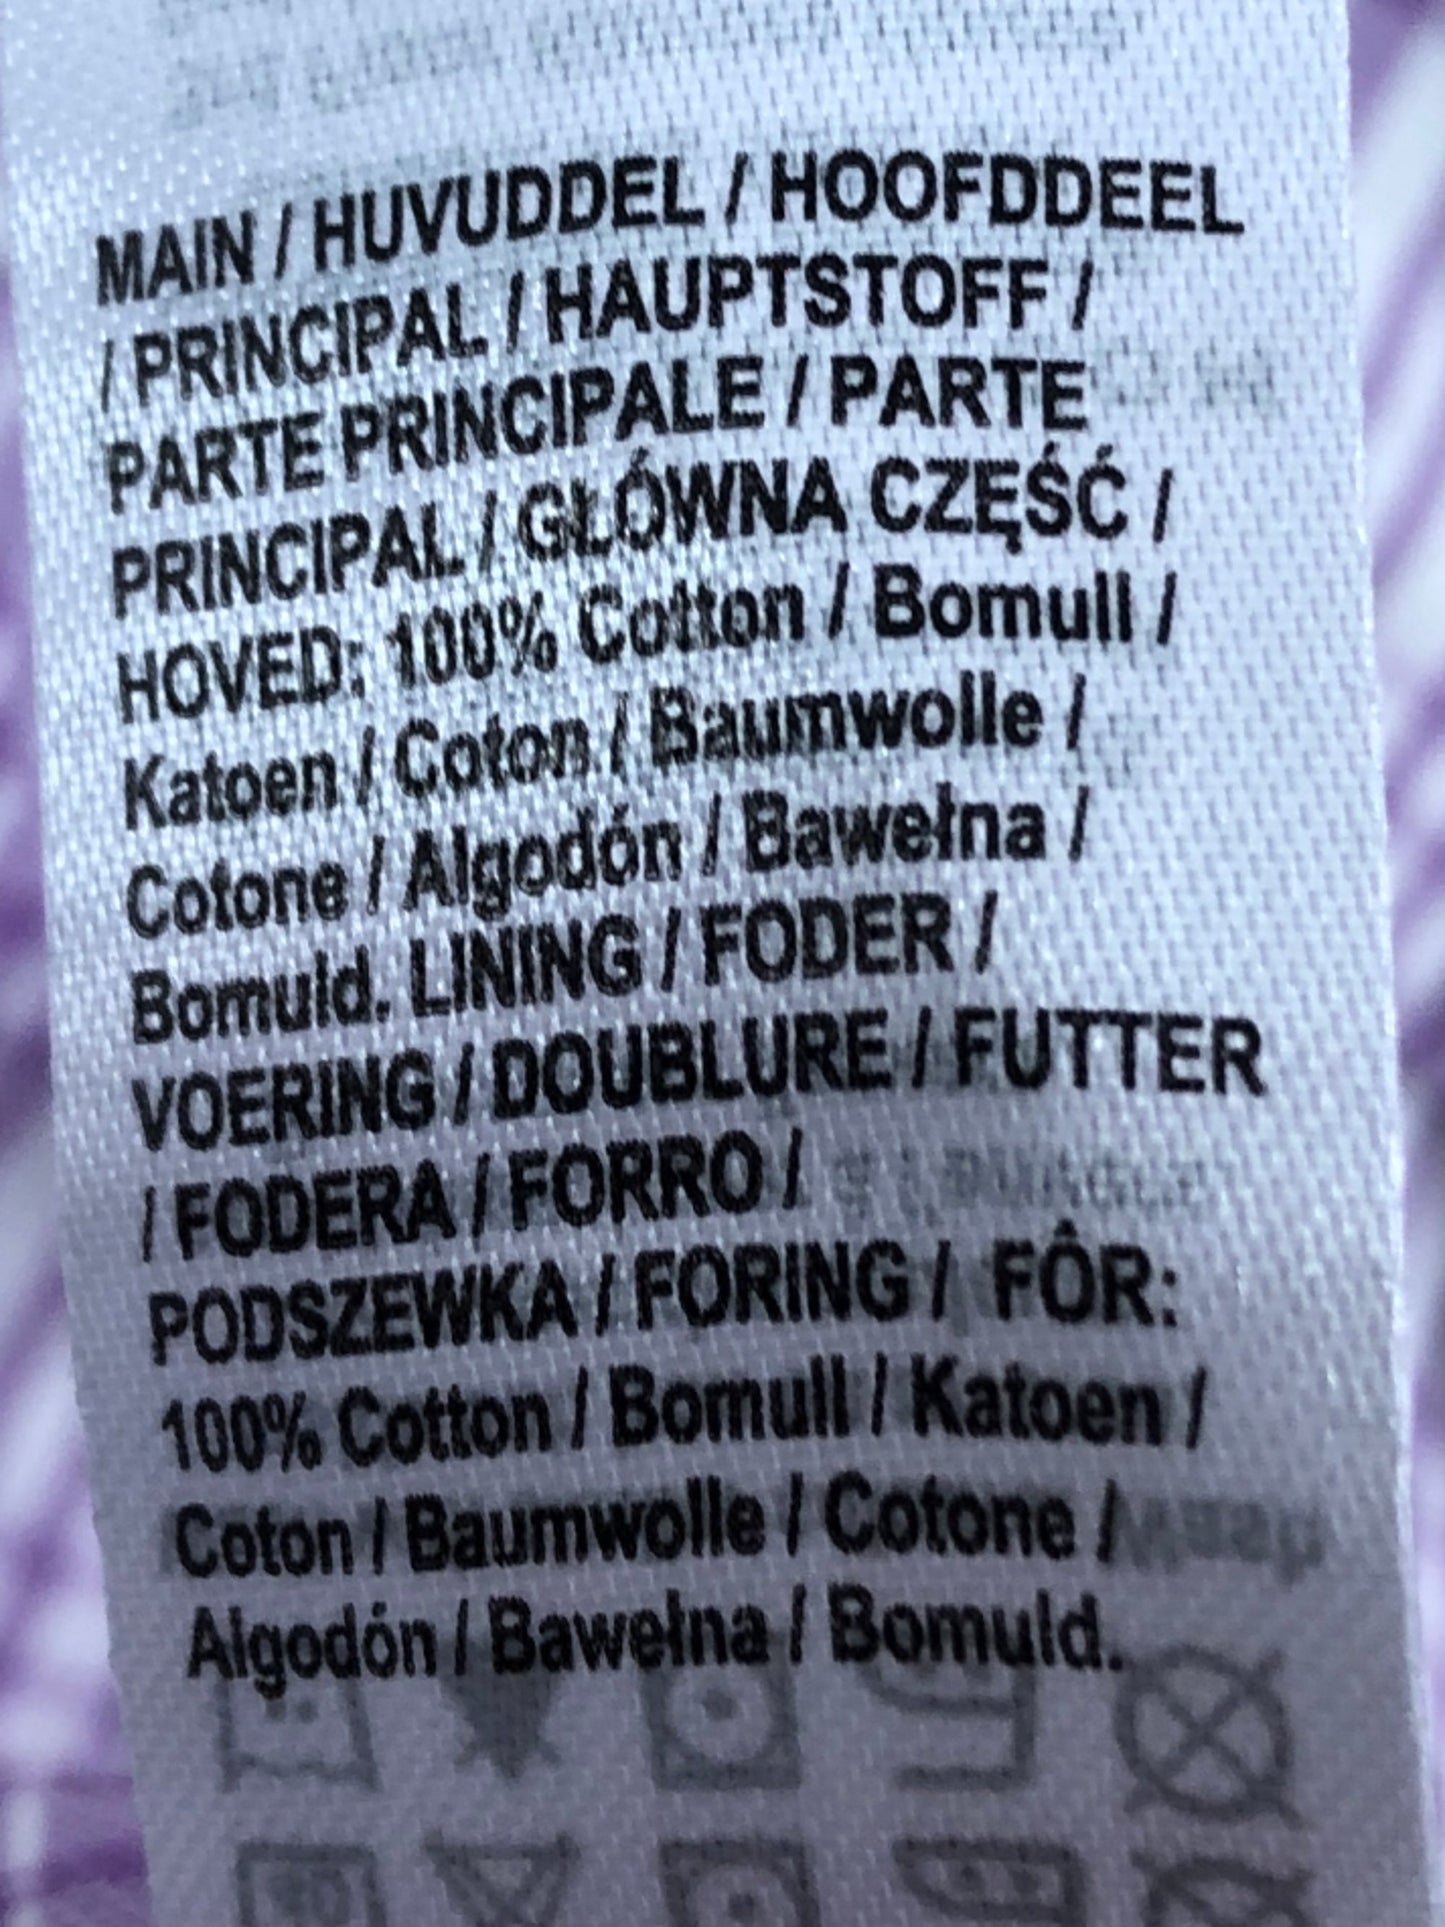 MAIN / HUVUDDEL / HOOFDDEEL
/ PRINCIPAL / HAUPTSTOFF /
PARTE PRINCIPALE / PARTE
PRINCIPAL / GŁÓWNA CZĘŚĆ /
HOVED: 100% Cotton / Bomull /
Katoen / Coton / Baumwolle /
Cotone / Algodón / Bawełna /
Bomuld. LINING / FODER /
VOERING / DOUBLURE / FUTTER
/ FODERA / FORRO /
PODSZEWKA / FORING / FÔR:
100% Cotton / Bomull / Katoen /
Coton / Baumwolle / Cotone /
Algodón / Bawełna / Bomuld.